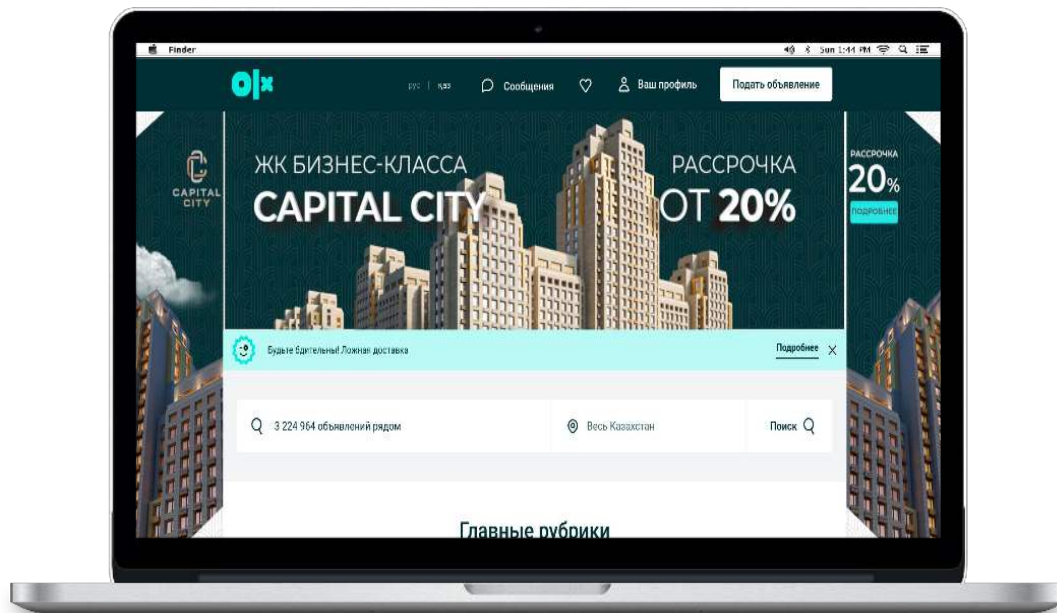 Finder
Sun 1:44 PM
olx
рус | қаз
Сообщения
Ваш профиль
Подать объявление
CAPITAL
CITY
ЖК БИЗНЕС-КЛАССА
CAPITAL CITY
РАССРОЧКА
ОТ 20%
РАССРОЧКА
20%
ПОДРОБНЕЕ
Будьте бдительны! Ложная доставка
Подробнее
3 224 964 объявлений рядом
Весь Казахстан
Поиск
Главные рубрики